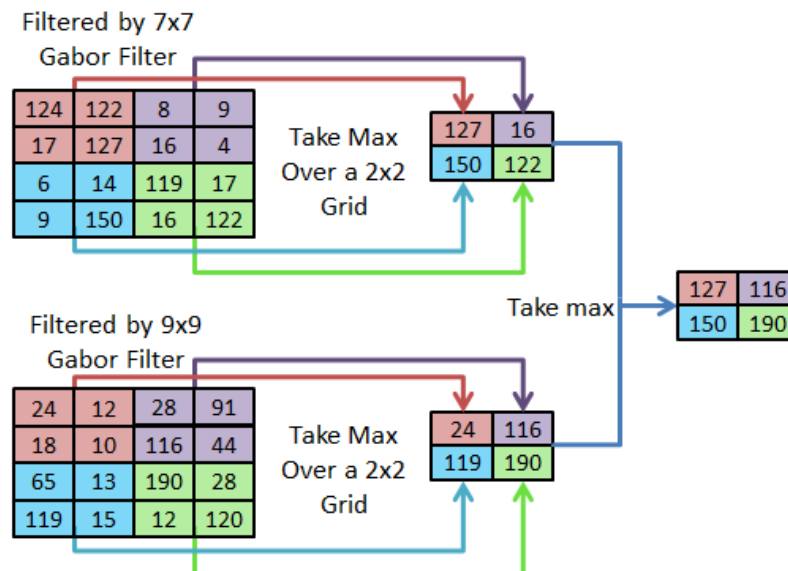 Filtered by 7x7
Gabor Filter
124 122 8 9
17 127 16 4
6 14 119 17
9 150 16 122
Take Max
Over a 2x2
Grid
127 16
150 122
Take max
127 116
150 190
Filtered by 9x9
Gabor Filter
24 12 28 91
18 10 116 44
65 13 190 28
119 15 12 120
Take Max
Over a 2x2
Grid
24 116
119 190